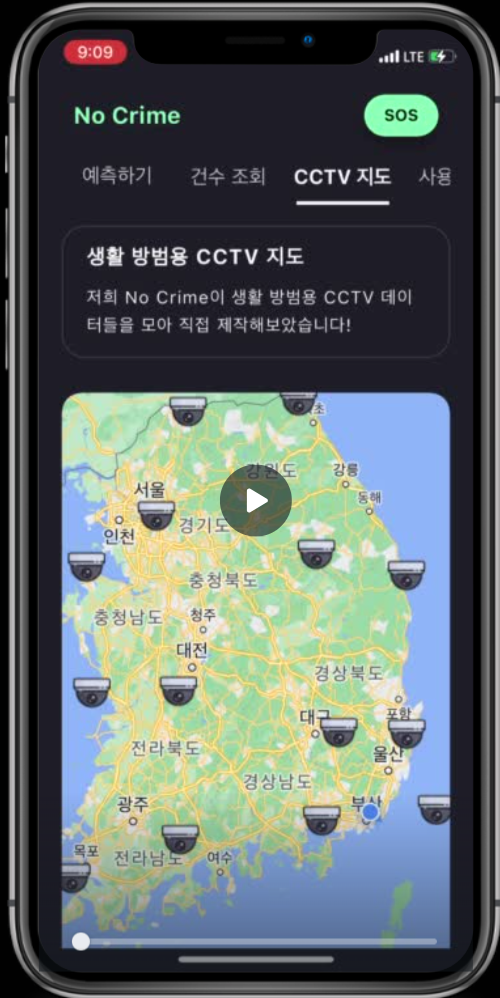 9:09
LTE
No Crime
SOS
예측하기 건수 조회 CCTV 지도 사용
생활 방범용 CCTV 지도
저희 No Crime이 생활 방범용 CCTV 데이
터들을 모아 직접 제작해보았습니다!
초
강원도
강릉
동해
서울
인천
경기도
충청북도
충청남도
청주
대전
경상북도
대구
포항
울산
전라북도
경상남도
광주
부산
목포
전라남도
여수